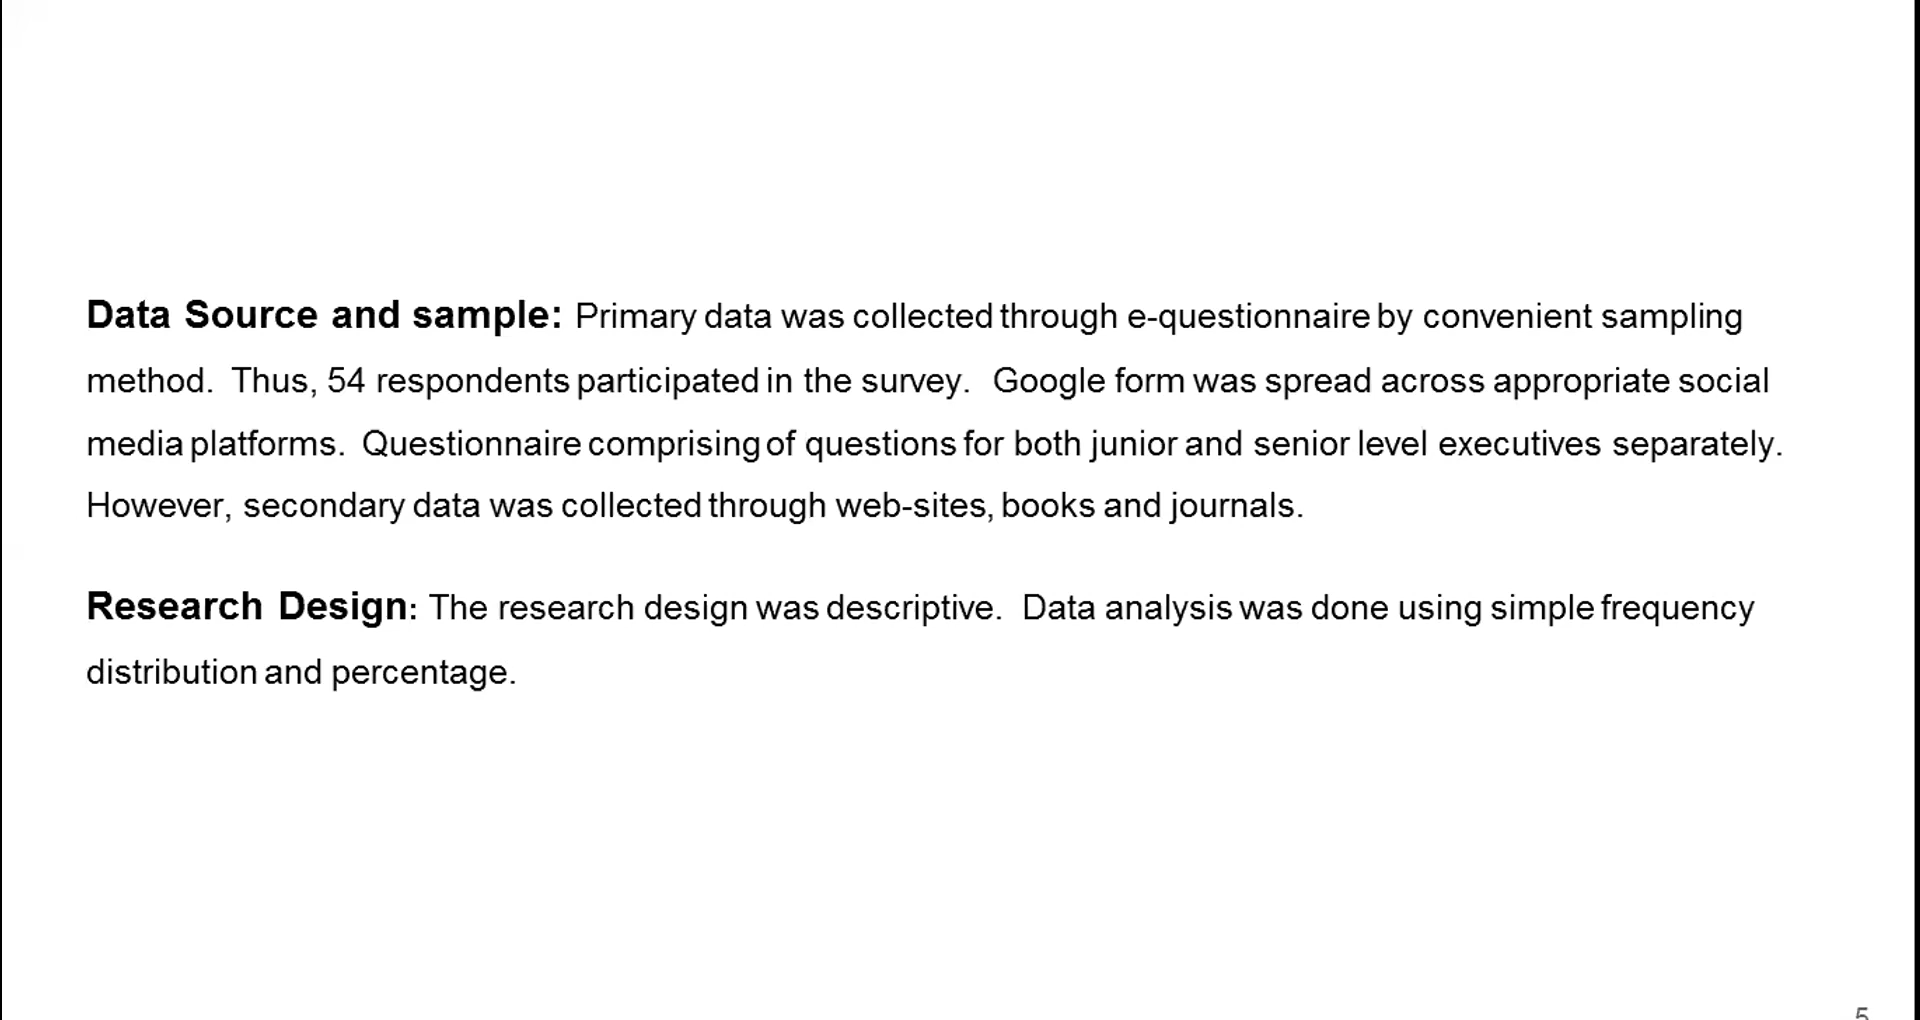 Data Source and sample: Primary data was collected through e-questionnaire by convenient sampling
method. Thus, 54 respondents participated in the survey. Google form was spread across appropriate social
media platforms. Questionnaire comprising of questions for both junior and senior level executives separately.
However, secondary data was collected through web-sites, books and journals.
Research Design: The research design was descriptive. Data analysis was done using simple frequency
distribution and percentage.
5